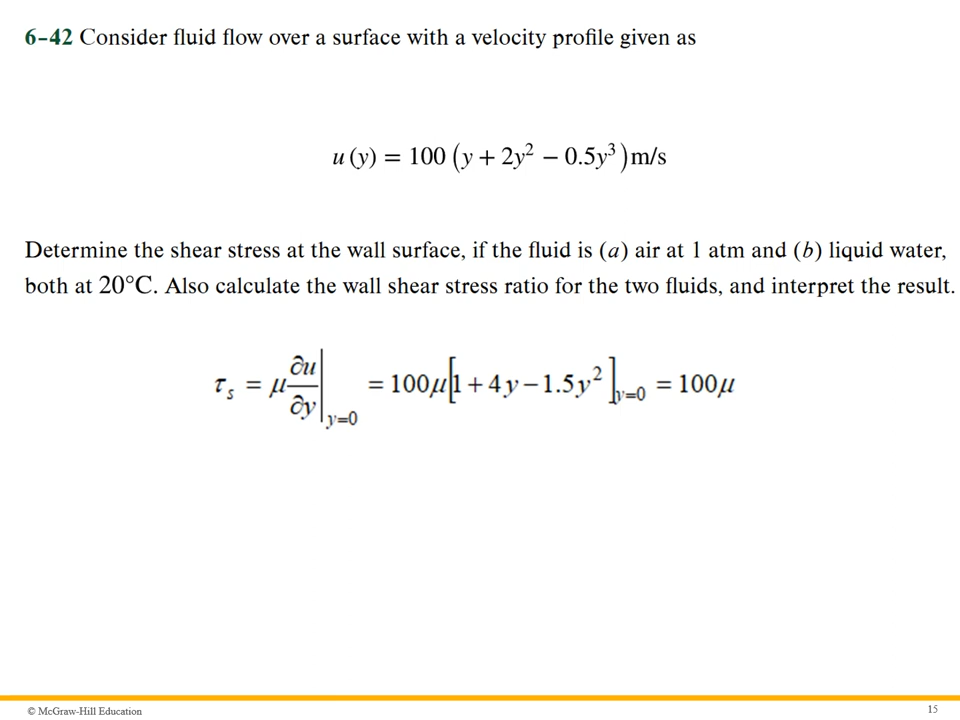 6–42 Consider fluid flow over a surface with a velocity profile given as
u (y) = 100 (y + 2y² − 0.5y³) m/s
Determine the shear stress at the wall surface, if the fluid is (a) air at 1 atm and (b) liquid water,
both at 20°C. Also calculate the wall shear stress ratio for the two fluids, and interpret the result.
τₛ = μ ∂u/∂y |y=0 = 100μ[1 + 4y − 1.5y²]y=0 = 100μ
© McGraw-Hill Education 15